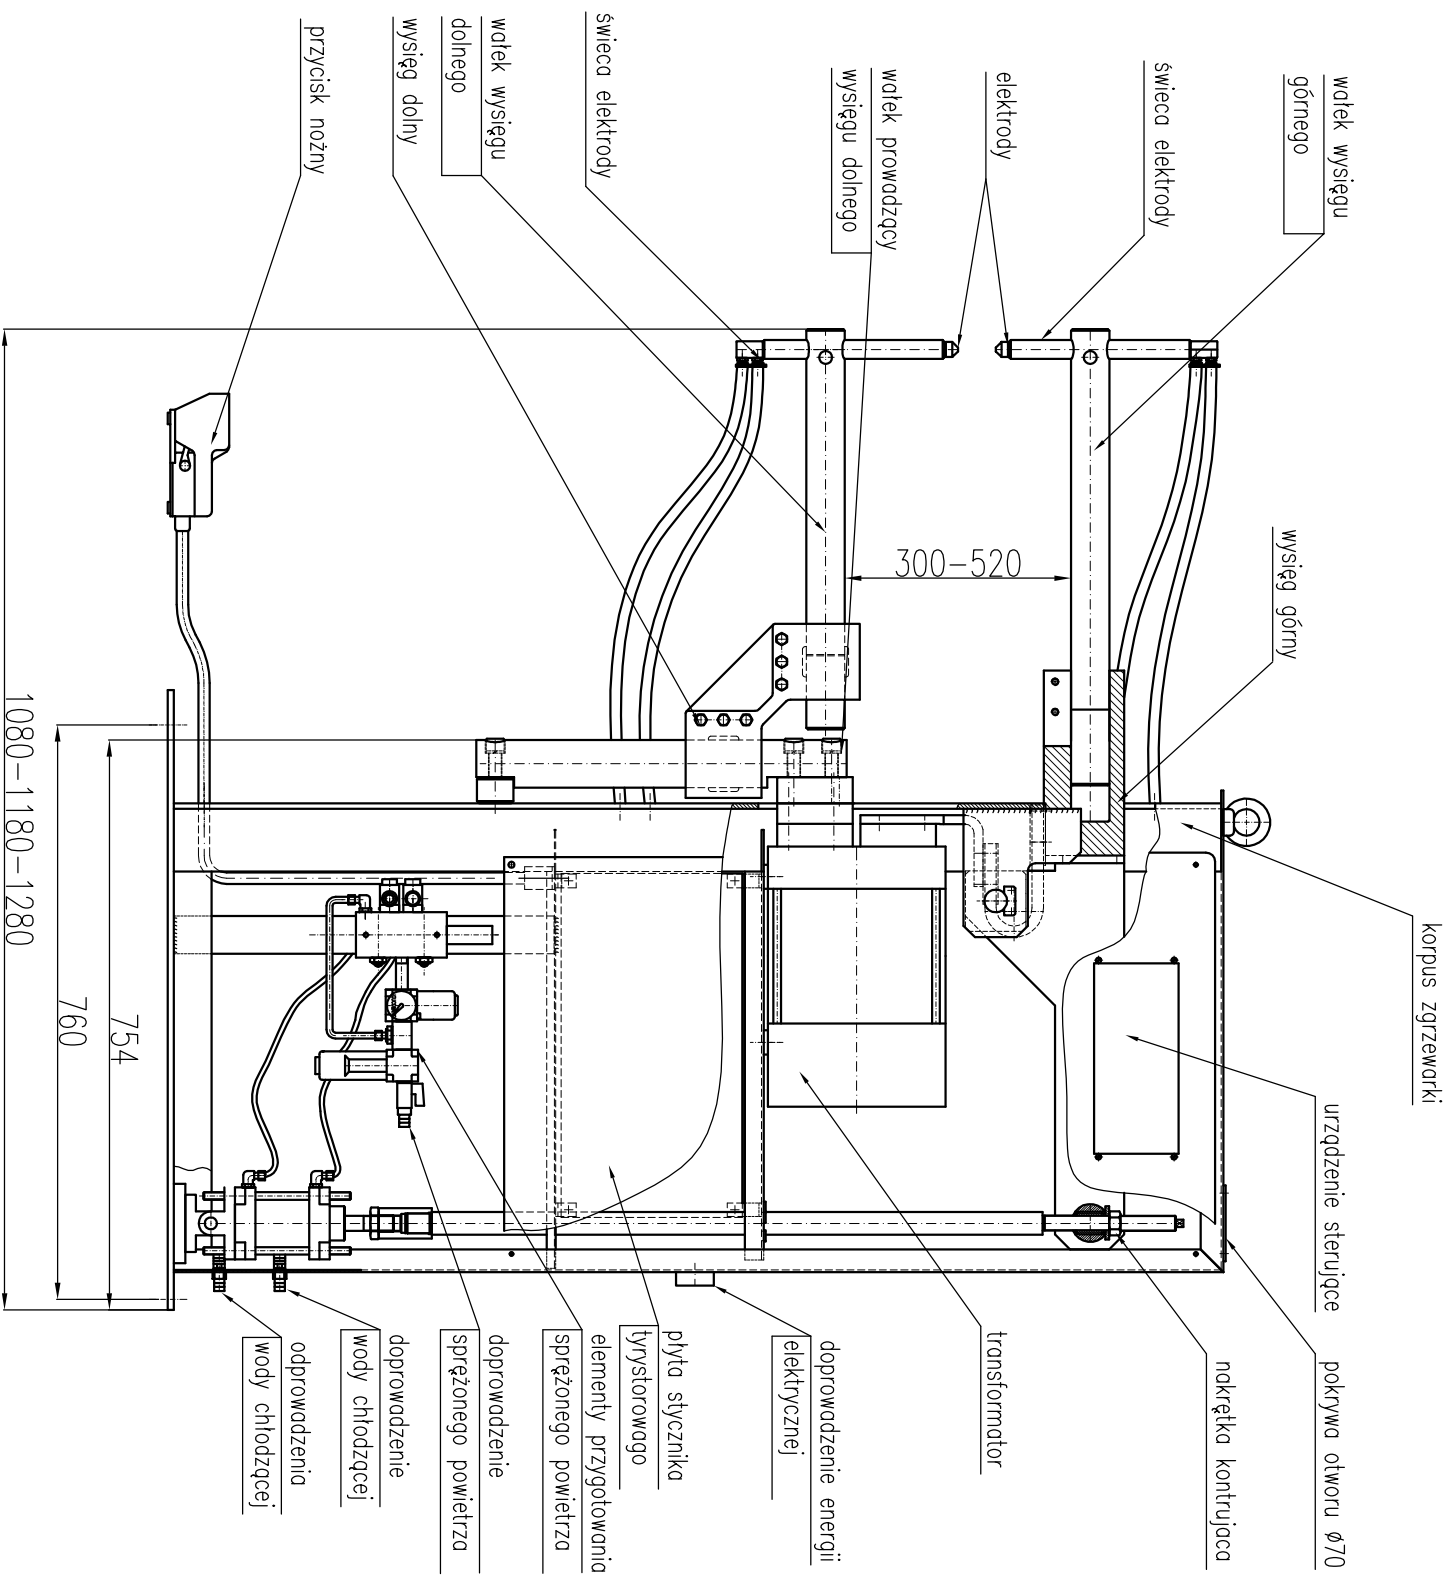 wałek wysięgu
górnego
świeca elektrody
elektrody
wałek prowadzący
wysięgu dolnego
świeca elektrody
wałek wysięgu
dolnego
wysięg dolny
przycisk nożny
wysięg górny
300-520
korpus zgrzewarki
urządzenie sterujące
pokrywa otworu ø70
nakrętka kontrująca
transformator
doprowadzenie energii
elektrycznej
płyta stycznika
tyrystorowago
elementy przygotowania
sprężonego powietrza
doprowadzenie
sprężonego powietrza
doprowadzenie
wody chłodzącej
odprowadzenia
wody chłodzącej
754
760
1080-1180-1280